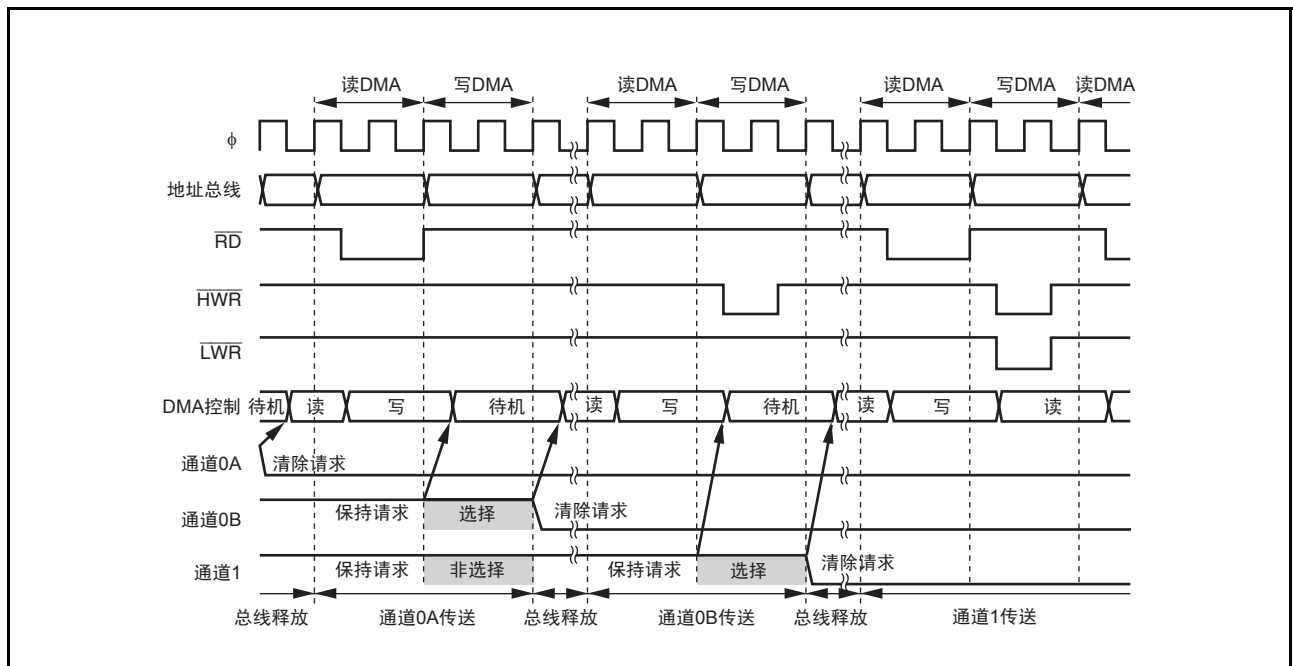 读DMA 写DMA 读DMA 写DMA 读DMA 写DMA 读DMA
ϕ
地址总线
RD
HWR
LWR
DMA控制 待机 读 写 待机 读 写 待机 读 写 读
通道0A 清除请求
通道0B 保持请求 选择 清除请求
通道1 保持请求 非选择 保持请求 选择 清除请求
总线释放 通道0A传送 总线释放 通道0B传送 总线释放 通道1传送